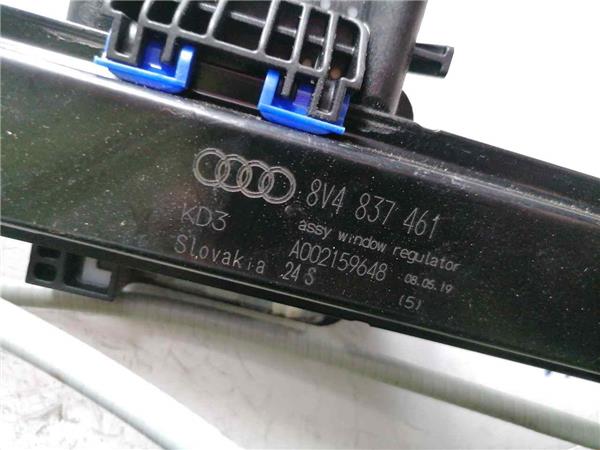 8V4 837 461
KD3 assy window regulator
Slovakia A002159648 08.05.19
24 S (5)